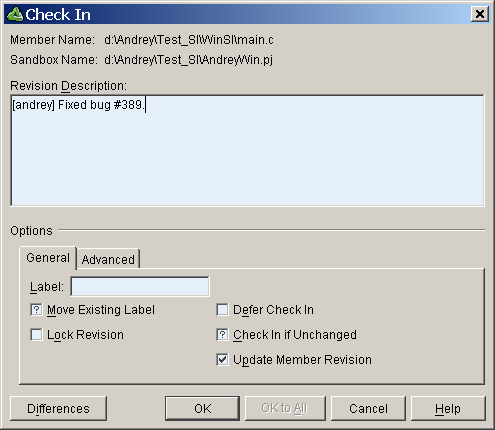 Check In
Member Name: d:\Andrey\Test_SI\WinSI\main.c
Sandbox Name: d:\Andrey\Test_SI\AndreyWin.pj
Revision Description:
[andrey] Fixed bug #389.
Options
General Advanced
Label:
? Move Existing Label Defer Check In
Lock Revision ? Check In if Unchanged
Update Member Revision
Differences OK OK to All Cancel Help